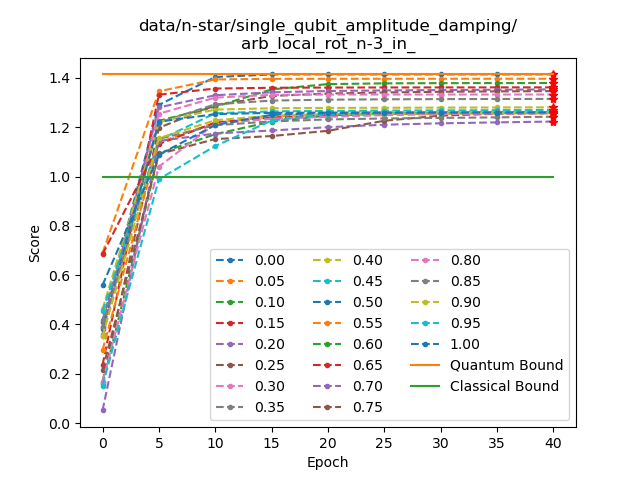 data/n-star/single_qubit_amplitude_damping/
arb_local_rot_n-3_in_
1.4
1.2
1.0
0.8
0.6
0.4
0.2
0.0
Score
0.00 0.40 0.80
0.05 0.45 0.85
0.10 0.50 0.90
0.15 0.55 0.95
0.20 0.60 1.00
0.25 0.65 Quantum Bound
0.30 0.70 Classical Bound
0.35 0.75
0 5 10 15 20 25 30 35 40
Epoch